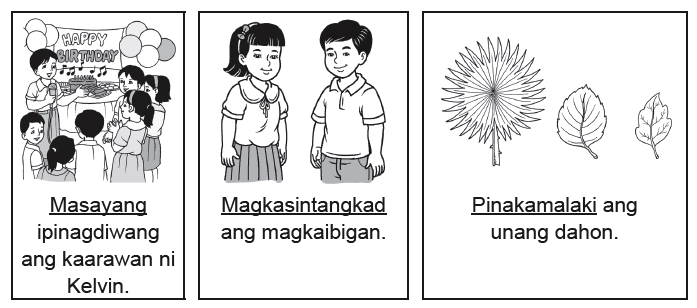 HAPPY
BIRTHDAY
Masayang
ipinagdiwang
ang kaarawan ni
Kelvin.
Magkasintangkad
ang magkaibigan.
Pinakamalaki ang
unang dahon.